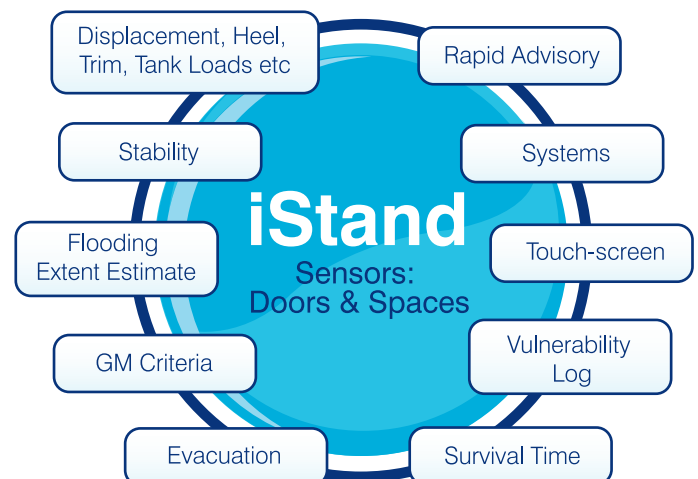 Displacement, Heel,
Trim, Tank Loads etc
Rapid Advisory
Stability
Systems
iStand
Sensors:
Doors & Spaces
Flooding
Extent Estimate
Touch-screen
GM Criteria
Vulnerability
Log
Evacuation
Survival Time